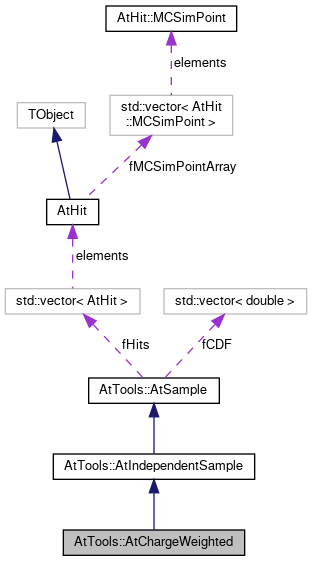 AtHit::MCSimPoint
elements
TObject
std::vector< AtHit
::MCSimPoint >
fMCSimPointArray
AtHit
elements
std::vector< AtHit >
std::vector< double >
fHits
fCDF
AtTools::AtSample
AtTools::AtIndependentSample
AtTools::AtChargeWeighted